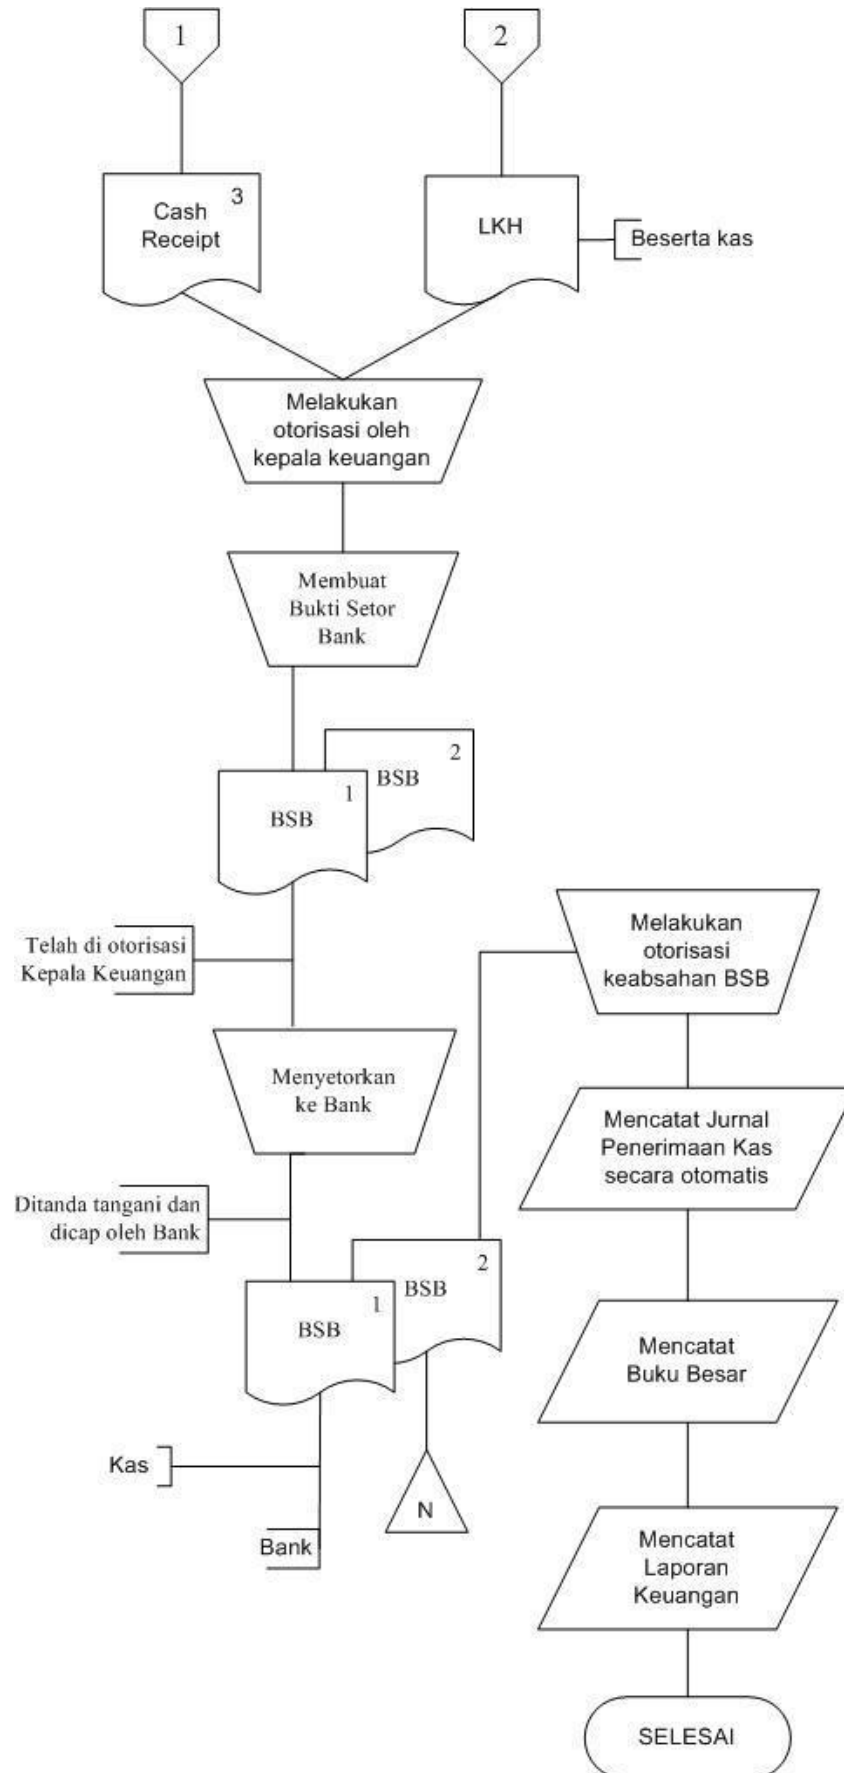 1
2
3
Cash
Receipt
LKH
Beserta kas
Melakukan
otorisasi oleh
kepala keuangan
Membuat
Bukti Setor
Bank
2
BSB
1
BSB
Telah di otorisasi
Kepala Keuangan
Menyetorkan
ke Bank
Ditanda tangani dan
dicap oleh Bank
2
BSB
1
BSB
Kas
Bank
N
Melakukan
otorisasi
keabsahan BSB
Mencatat Jurnal
Penerimaan Kas
secara otomatis
Mencatat
Buku Besar
Mencatat
Laporan
Keuangan
SELESAI